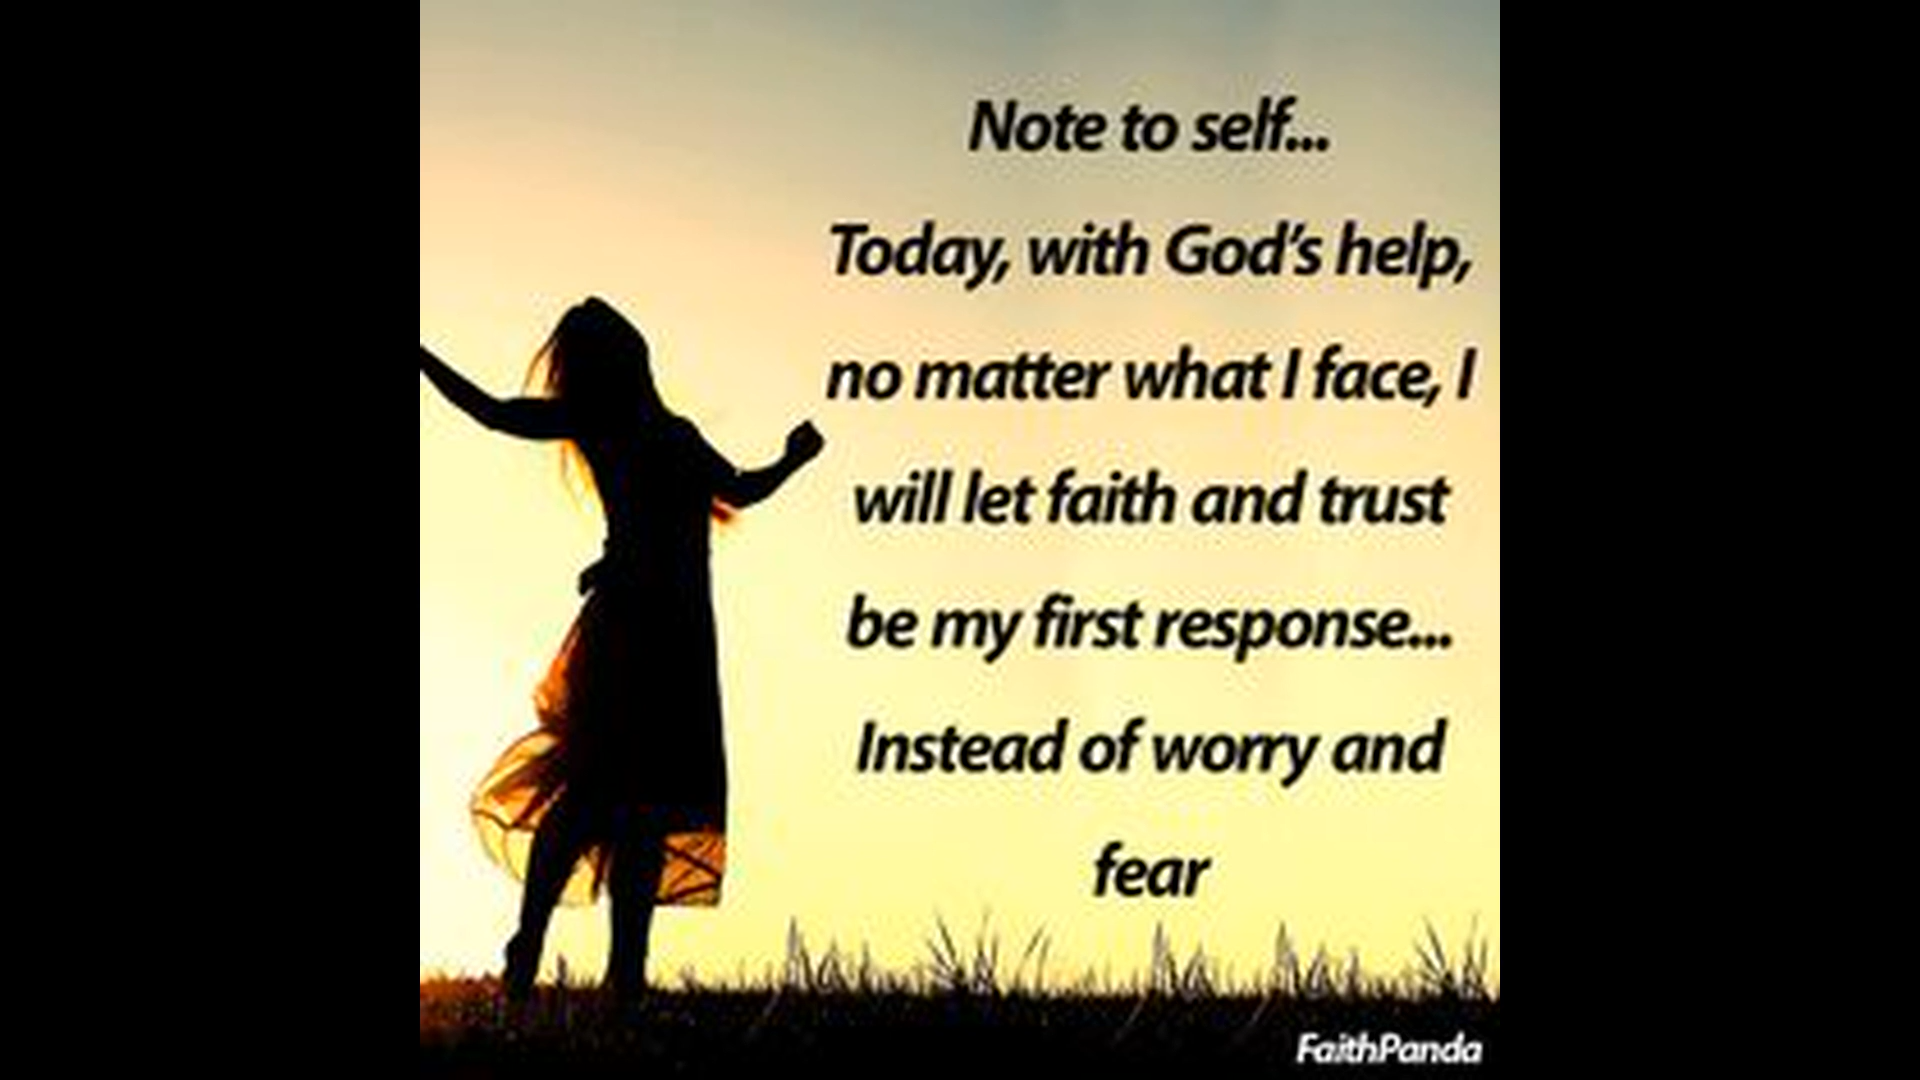 Note to self...
Today, with God's help,
no matter what I face, I
will let faith and trust
be my first response...
Instead of worry and
fear
FaithPanda